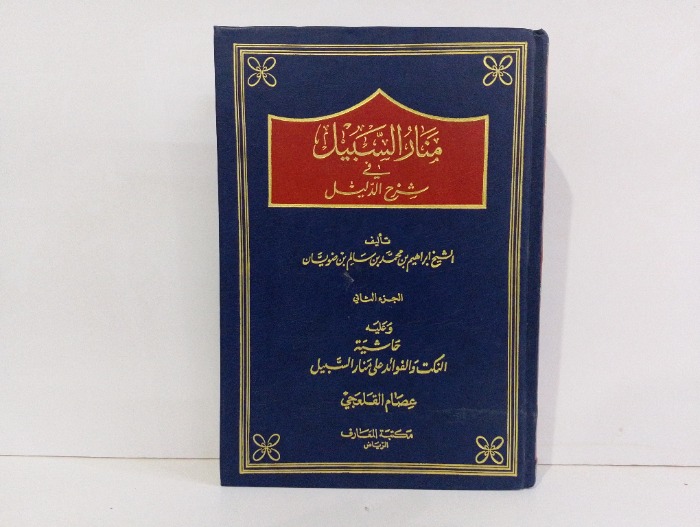 منار السبيل
في
شرح الدليل
تأليف
الشيخ ابراهيم بن محمد بن سالم بن ضويان
الجزء الثاني
وعليه
حاشية
النكت والفوائد على منار السبيل
عصام القلعجي
مكتبة المعارف
الرياض